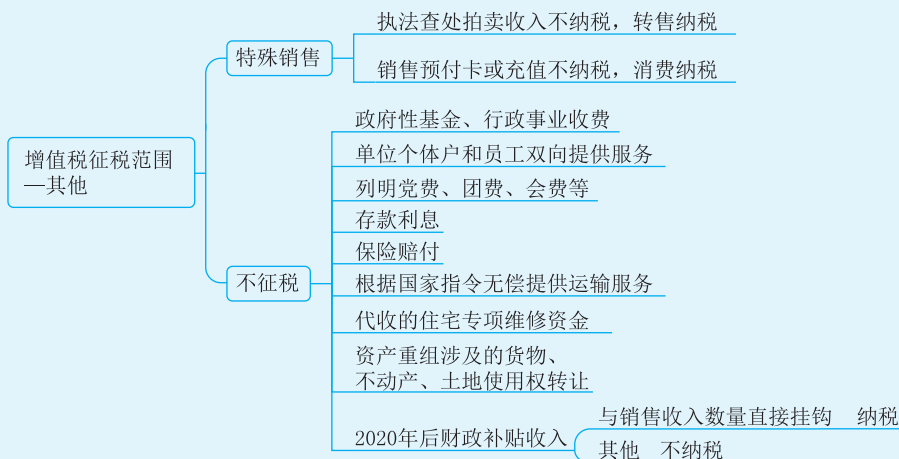 执法查处拍卖收入不纳税，转售纳税
特殊销售
销售预付卡或充值不纳税，消费纳税
政府性基金、行政事业收费
增值税征税范围
—其他
单位个体户和员工双向提供服务
列明党费、团费、会费等
存款利息
保险赔付
不征税
根据国家指令无偿提供运输服务
代收的住宅专项维修资金
资产重组涉及的货物、
不动产、土地使用权转让
与销售收入数量直接挂钩　纳税
2020年后财政补贴收入
其他　不纳税